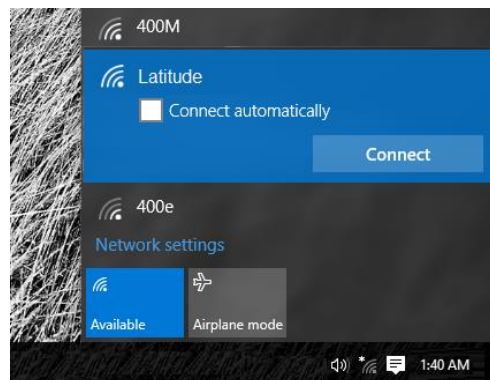 400M
Latitude
Connect automatically
Connect
400e
Network settings
Available Airplane mode
1:40 AM